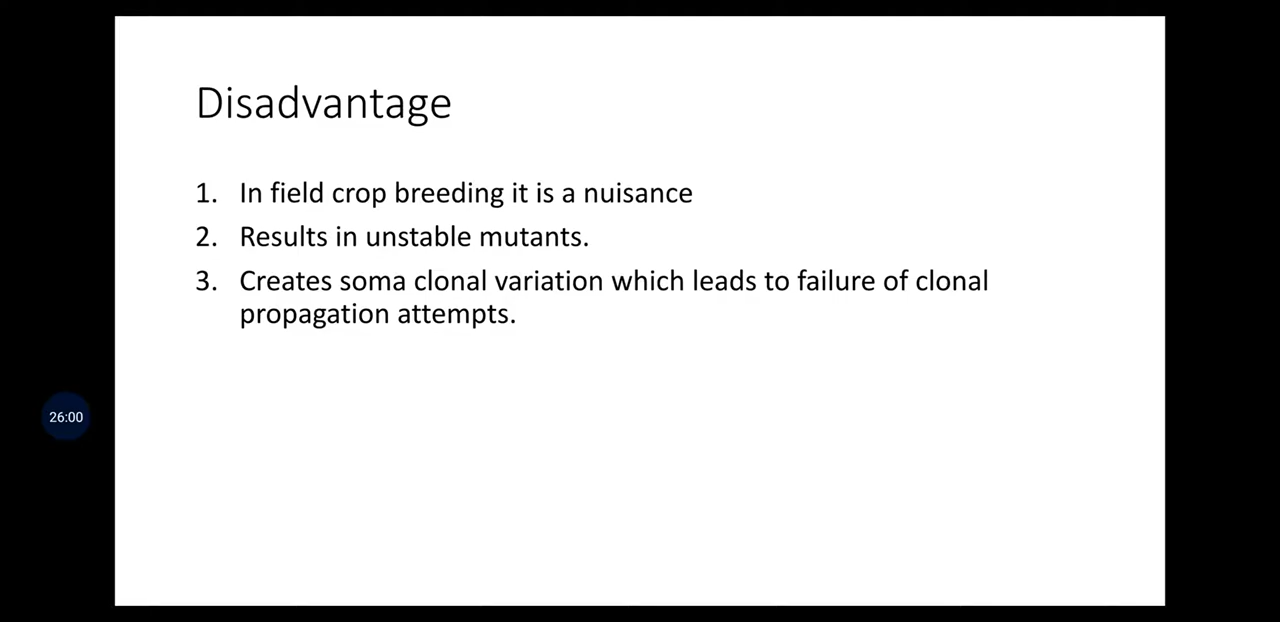 Disadvantage
1. In field crop breeding it is a nuisance
2. Results in unstable mutants.
3. Creates soma clonal variation which leads to failure of clonal
propagation attempts.
26:00